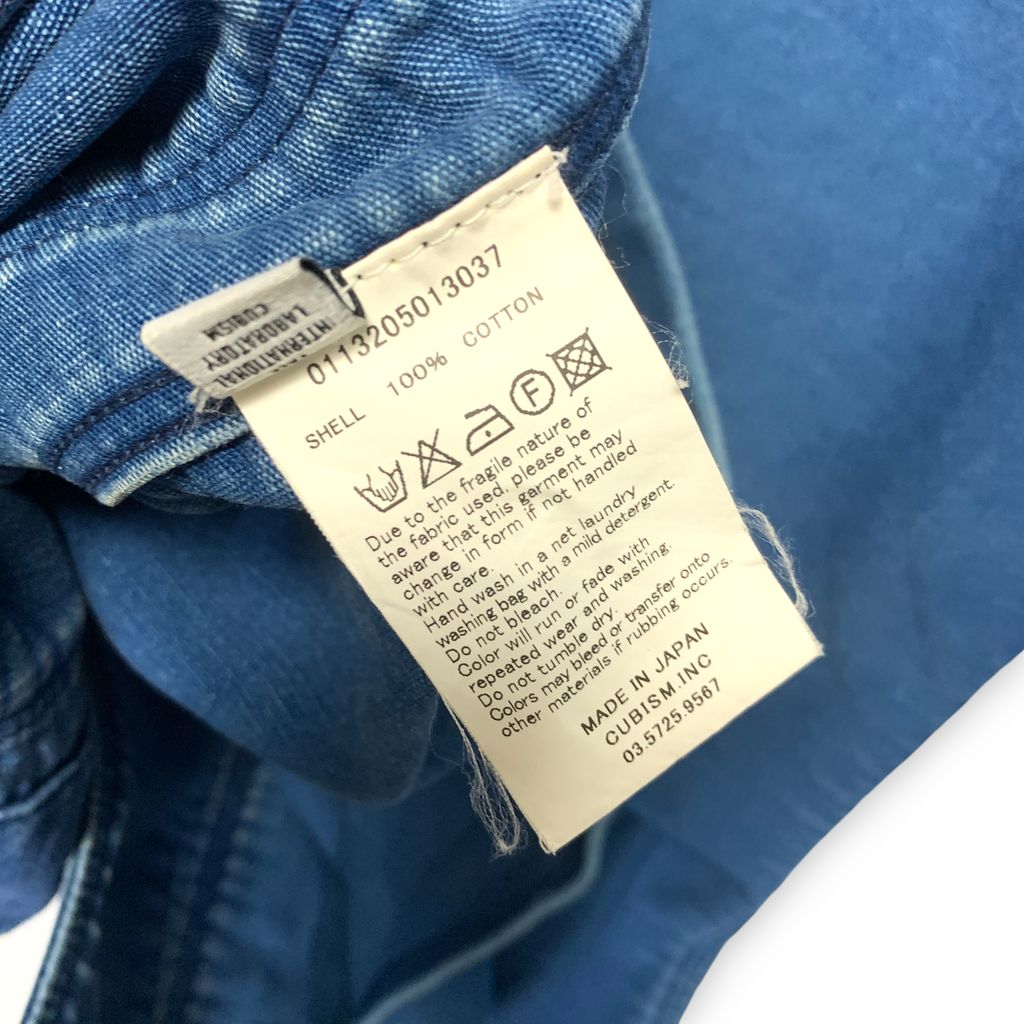 INTERNATIONAL
LABORATORY
CUBISM
0113205013037
SHELL 100% COTTON
F
Due to the fragile nature of
the fabric used, please be
aware that this garment may
change in form if not handled
with care.
Hand wash in a net laundry
washing bag with a mild detergent.
Do not bleach.
Color will run or fade with
repeated wear and washing.
Do not tumble dry.
Colors may bleed or transfer onto
other materials if rubbing occurs.
MADE IN JAPAN
CUBISM.INC
03.5725.9567